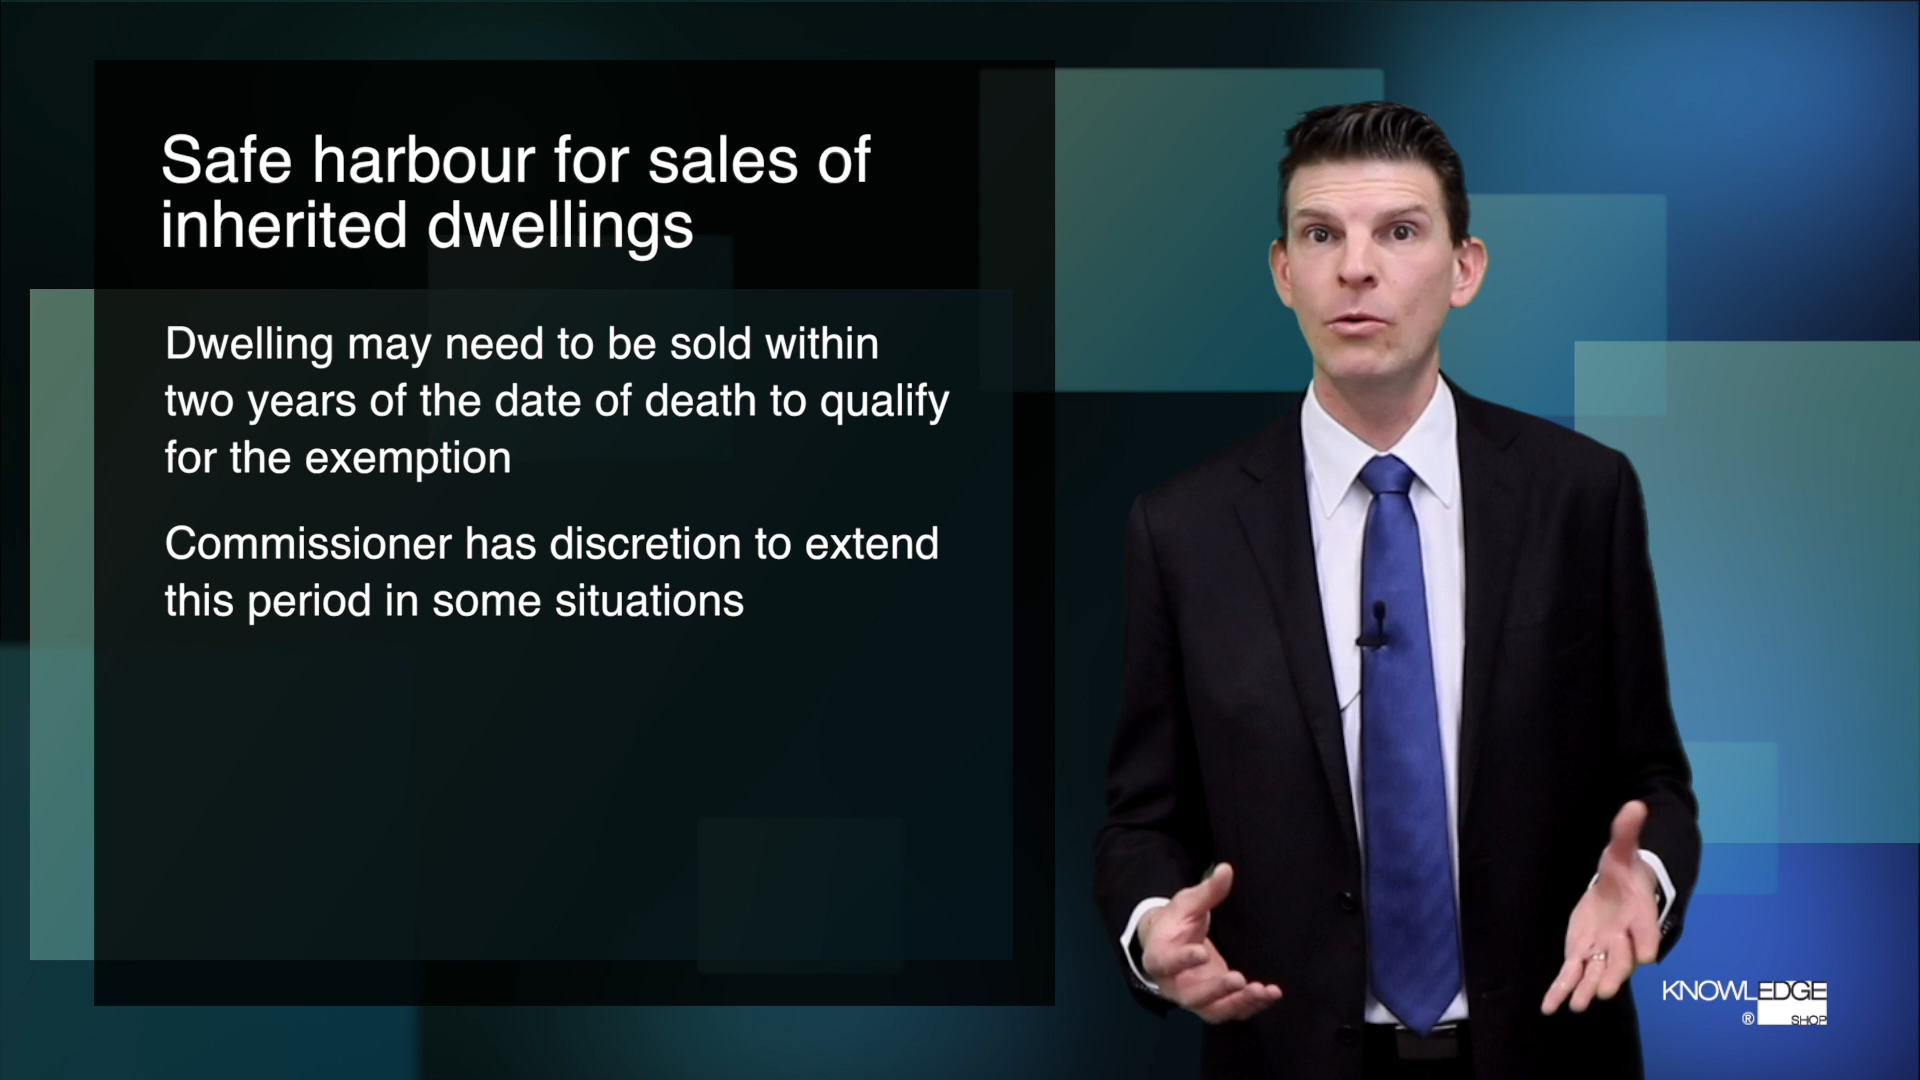 Safe harbour for sales of
inherited dwellings
Dwelling may need to be sold within
two years of the date of death to qualify
for the exemption
Commissioner has discretion to extend
this period in some situations
KNOWLEDGE
® SHOP